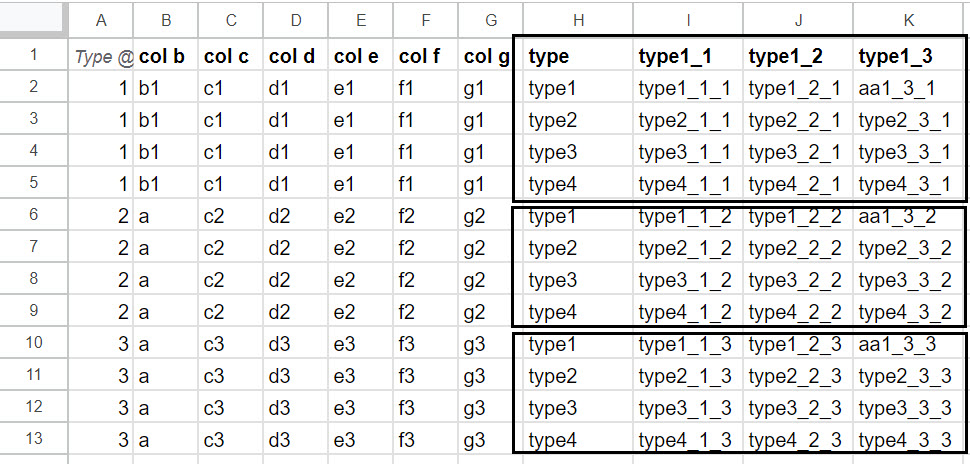 A B C D E F G H I J K
1 Type @ col b col c col d col e col f col g type type1_1 type1_2 type1_3
2 1 b1 c1 d1 e1 f1 g1 type1 type1_1_1 type1_2_1 aa1_3_1
3 1 b1 c1 d1 e1 f1 g1 type2 type2_1_1 type2_2_1 type2_3_1
4 1 b1 c1 d1 e1 f1 g1 type3 type3_1_1 type3_2_1 type3_3_1
5 1 b1 c1 d1 e1 f1 g1 type4 type4_1_1 type4_2_1 type4_3_1
6 2 a c2 d2 e2 f2 g2 type1 type1_1_2 type1_2_2 aa1_3_2
7 2 a c2 d2 e2 f2 g2 type2 type2_1_2 type2_2_2 type2_3_2
8 2 a c2 d2 e2 f2 g2 type3 type3_1_2 type3_2_2 type3_3_2
9 2 a c2 d2 e2 f2 g2 type4 type4_1_2 type4_2_2 type4_3_2
10 3 a c3 d3 e3 f3 g3 type1 type1_1_3 type1_2_3 aa1_3_3
11 3 a c3 d3 e3 f3 g3 type2 type2_1_3 type2_2_3 type2_3_3
12 3 a c3 d3 e3 f3 g3 type3 type3_1_3 type3_2_3 type3_3_3
13 3 a c3 d3 e3 f3 g3 type4 type4_1_3 type4_2_3 type4_3_3